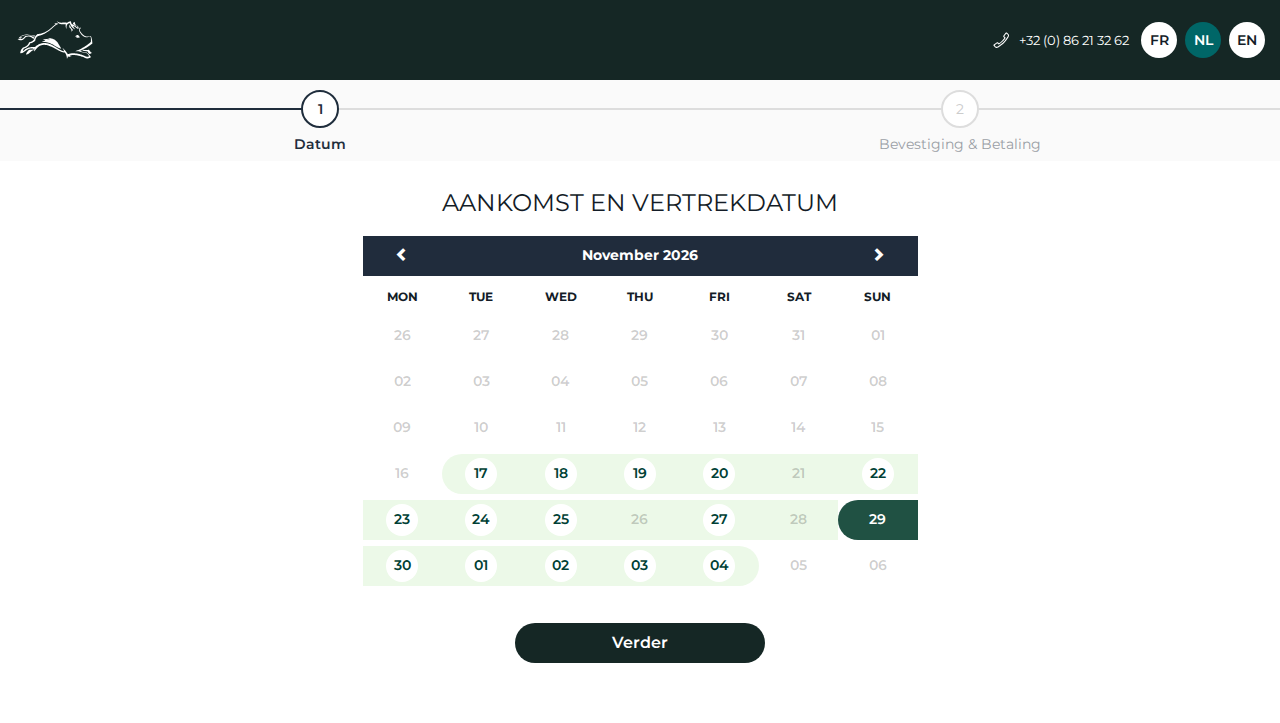 +32 (0) 86 21 32 62 FR NL EN
1 2
Datum Bevestiging & Betaling
AANKOMST EN VERTREKDATUM
November 2026
MON TUE WED THU FRI SAT SUN
26 27 28 29 30 31 01
02 03 04 05 06 07 08
09 10 11 12 13 14 15
16 17 18 19 20 21 22
23 24 25 26 27 28 29
30 01 02 03 04 05 06
Verder